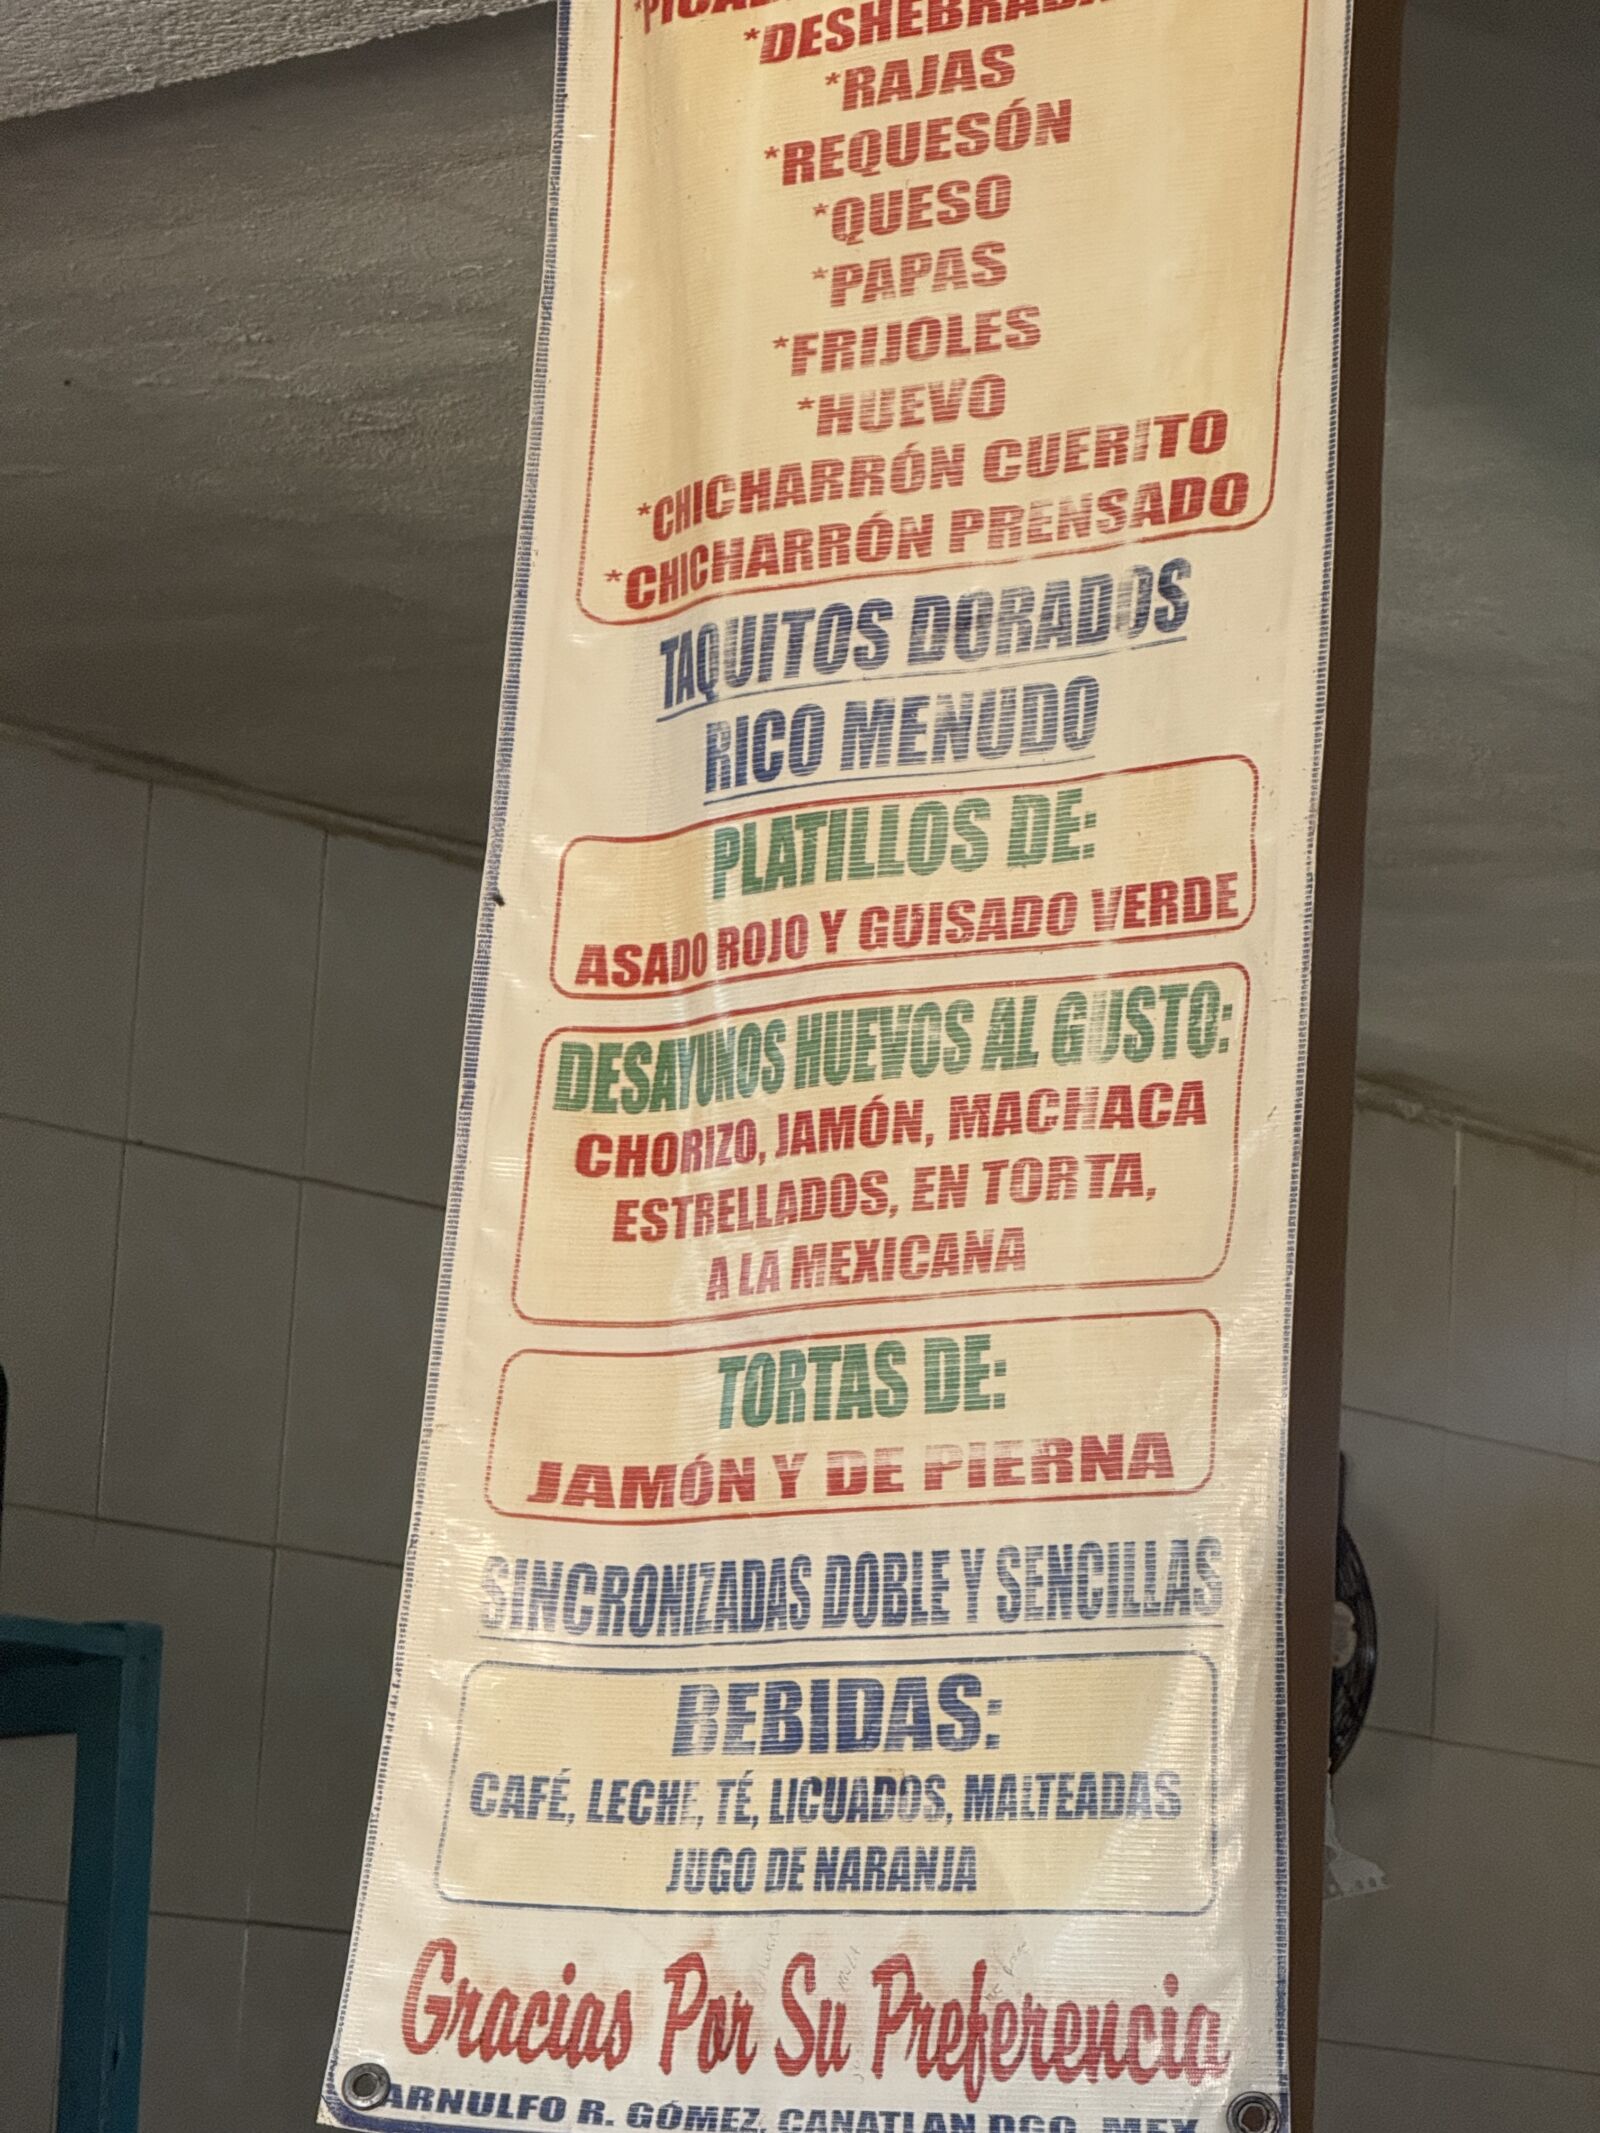 *DESHEBRADA
*RAJAS
*REQUESÓN
*QUESO
*PAPAS
*FRIJOLES
*HUEVO
*CHICHARRÓN CUERITO
*CHICHARRÓN PRENSADO
TAQUITOS DORADOS
RICO MENUDO
PLATILLOS DE:
ASADO ROJO Y GUISADO VERDE
DESAYUNOS HUEVOS AL GUSTO:
CHORIZO, JAMÓN, MACHACA
ESTRELLADOS, EN TORTA,
A LA MEXICANA
TORTAS DE:
JAMÓN Y DE PIERNA
SINCRONIZADAS DOBLE Y SENCILLAS
BEBIDAS:
CAFÉ, LECHE, TÉ, LICUADOS, MALTEADAS
JUGO DE NARANJA
Gracias Por Su Preferencia
ARNULFO R. GÓMEZ, CANATLAN DGO. MEX